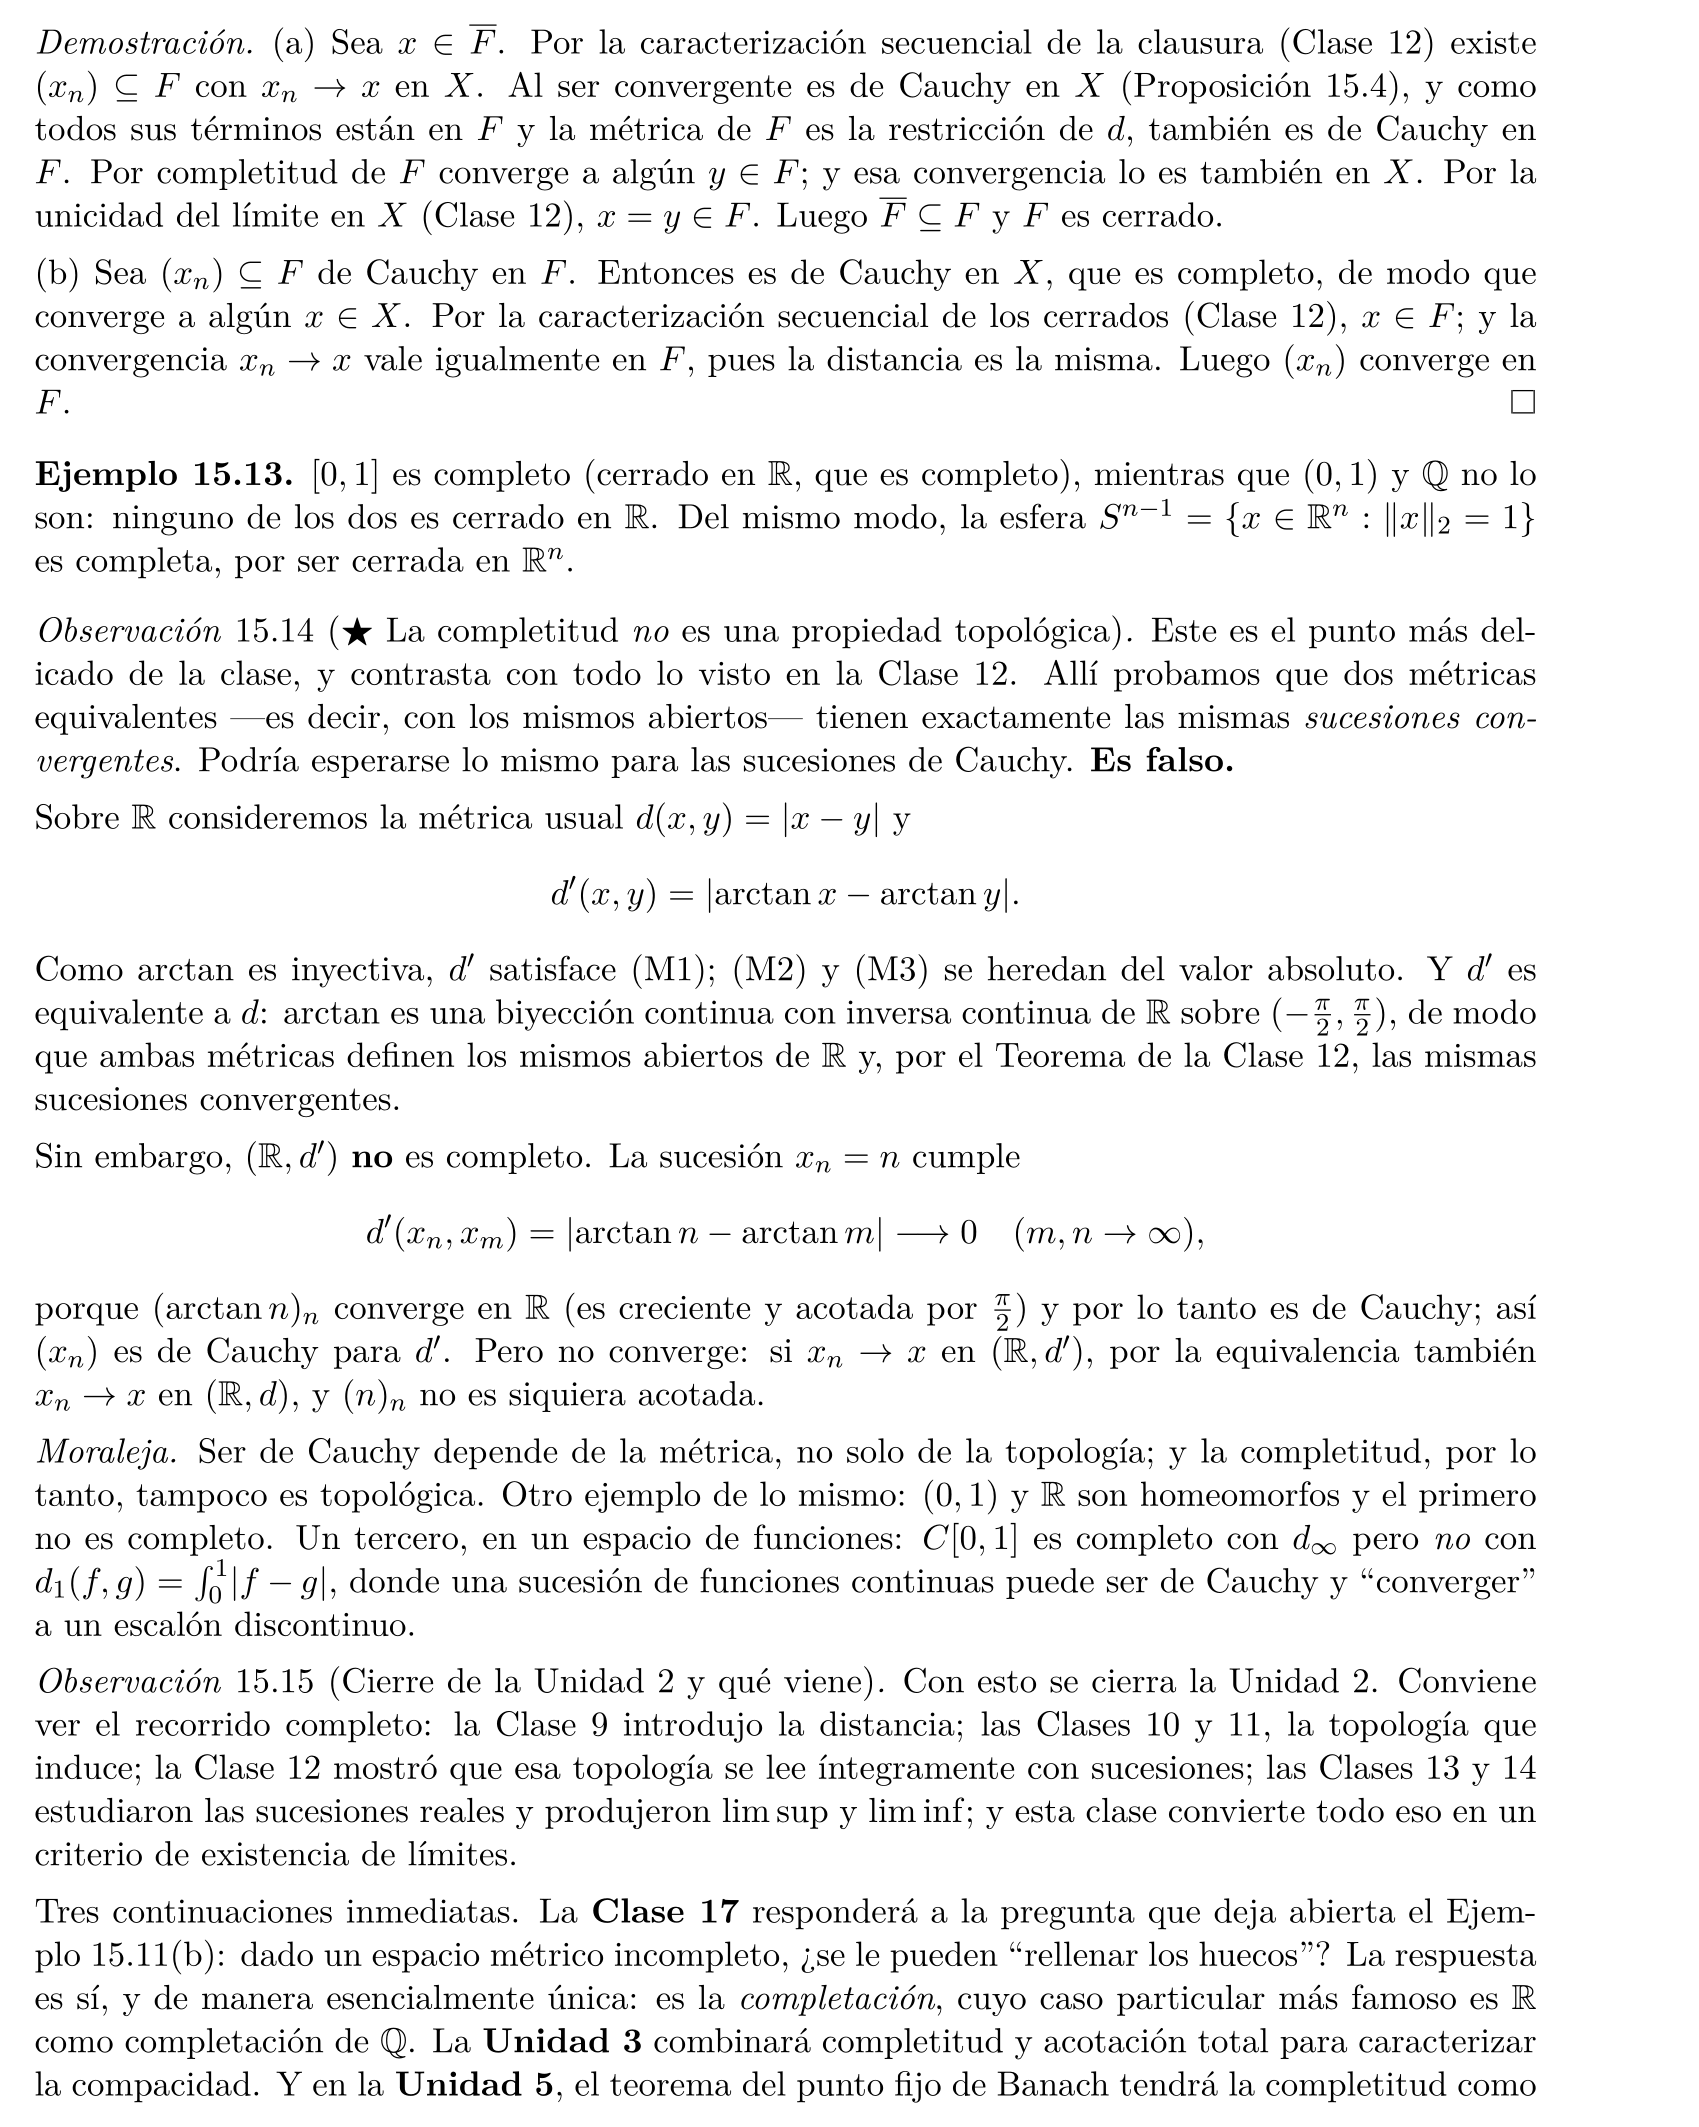 Demostración. (a) Sea x ∈ F̅. Por la caracterización secuencial de la clausura (Clase 12) existe
(xₙ) ⊆ F con xₙ → x en X. Al ser convergente es de Cauchy en X (Proposición 15.4), y como
todos sus términos están en F y la métrica de F es la restricción de d, también es de Cauchy en
F. Por completitud de F converge a algún y ∈ F; y esa convergencia lo es también en X. Por la
unicidad del límite en X (Clase 12), x = y ∈ F. Luego F̅ ⊆ F y F es cerrado.
(b) Sea (xₙ) ⊆ F de Cauchy en F. Entonces es de Cauchy en X, que es completo, de modo que
converge a algún x ∈ X. Por la caracterización secuencial de los cerrados (Clase 12), x ∈ F; y la
convergencia xₙ → x vale igualmente en F, pues la distancia es la misma. Luego (xₙ) converge en
F. □
Ejemplo 15.13. [0, 1] es completo (cerrado en ℝ, que es completo), mientras que (0, 1) y ℚ no lo
son: ninguno de los dos es cerrado en ℝ. Del mismo modo, la esfera Sⁿ⁻¹ = {x ∈ ℝⁿ : ‖x‖₂ = 1}
es completa, por ser cerrada en ℝⁿ.
Observación 15.14 (★ La completitud no es una propiedad topológica). Este es el punto más del-
icado de la clase, y contrasta con todo lo visto en la Clase 12. Allí probamos que dos métricas
equivalentes —es decir, con los mismos abiertos— tienen exactamente las mismas sucesiones con-
vergentes. Podría esperarse lo mismo para las sucesiones de Cauchy. Es falso.
Sobre ℝ consideremos la métrica usual d(x, y) = |x − y| y
d′(x, y) = |arctan x − arctan y|.
Como arctan es inyectiva, d′ satisface (M1); (M2) y (M3) se heredan del valor absoluto. Y d′ es
equivalente a d: arctan es una biyección continua con inversa continua de ℝ sobre (−π/2, π/2), de modo
que ambas métricas definen los mismos abiertos de ℝ y, por el Teorema de la Clase 12, las mismas
sucesiones convergentes.
Sin embargo, (ℝ, d′) no es completo. La sucesión xₙ = n cumple
d′(xₙ, xₘ) = |arctan n − arctan m| ⟶ 0 (m, n → ∞),
porque (arctan n)ₙ converge en ℝ (es creciente y acotada por π/2) y por lo tanto es de Cauchy; así
(xₙ) es de Cauchy para d′. Pero no converge: si xₙ → x en (ℝ, d′), por la equivalencia también
xₙ → x en (ℝ, d), y (n)ₙ no es siquiera acotada.
Moraleja. Ser de Cauchy depende de la métrica, no solo de la topología; y la completitud, por lo
tanto, tampoco es topológica. Otro ejemplo de lo mismo: (0, 1) y ℝ son homeomorfos y el primero
no es completo. Un tercero, en un espacio de funciones: C[0, 1] es completo con d∞ pero no con
d₁(f, g) = ∫₀¹|f − g|, donde una sucesión de funciones continuas puede ser de Cauchy y “converger”
a un escalón discontinuo.
Observación 15.15 (Cierre de la Unidad 2 y qué viene). Con esto se cierra la Unidad 2. Conviene
ver el recorrido completo: la Clase 9 introdujo la distancia; las Clases 10 y 11, la topología que
induce; la Clase 12 mostró que esa topología se lee íntegramente con sucesiones; las Clases 13 y 14
estudiaron las sucesiones reales y produjeron lim sup y lim inf; y esta clase convierte todo eso en un
criterio de existencia de límites.
Tres continuaciones inmediatas. La Clase 17 responderá a la pregunta que deja abierta el Ejem-
plo 15.11(b): dado un espacio métrico incompleto, ¿se le pueden “rellenar los huecos”? La respuesta
es sí, y de manera esencialmente única: es la completación, cuyo caso particular más famoso es ℝ
como completación de ℚ. La Unidad 3 combinará completitud y acotación total para caracterizar
la compacidad. Y en la Unidad 5, el teorema del punto fijo de Banach tendrá la completitud como